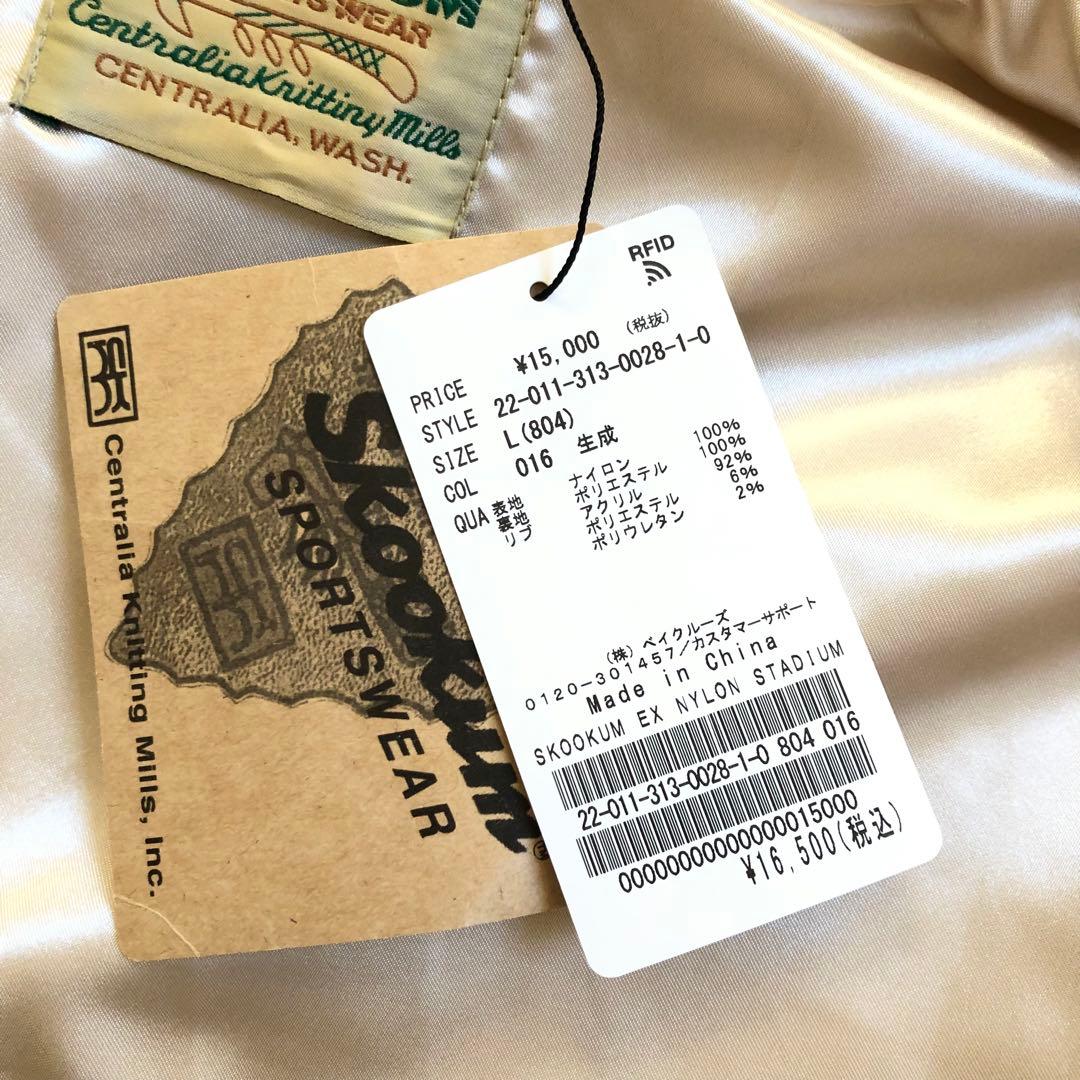 SWEAR
Centralia Knitting Mills
CENTRALIA, WASH.
Centralia Knitting Mills, Inc.
Skookum
SPORTSWEAR
RFID
PRICE ¥15,000 (税抜)
STYLE 22-011-313-0028-1-0
SIZE L(804)
COL 016 生成
QUA 表地 ナイロン 100%
裏地 ポリエステル 100%
リブ アクリル 92%
ポリエステル 6%
ポリウレタン 2%
(株) ベイクルーズ
0120-301457/カスタマーサポート
Made in China
SKOOKUM EX NYLON STADIUM
22-011-313-0028-1-0 804 016
00000000000000015000
¥16,500(税込)